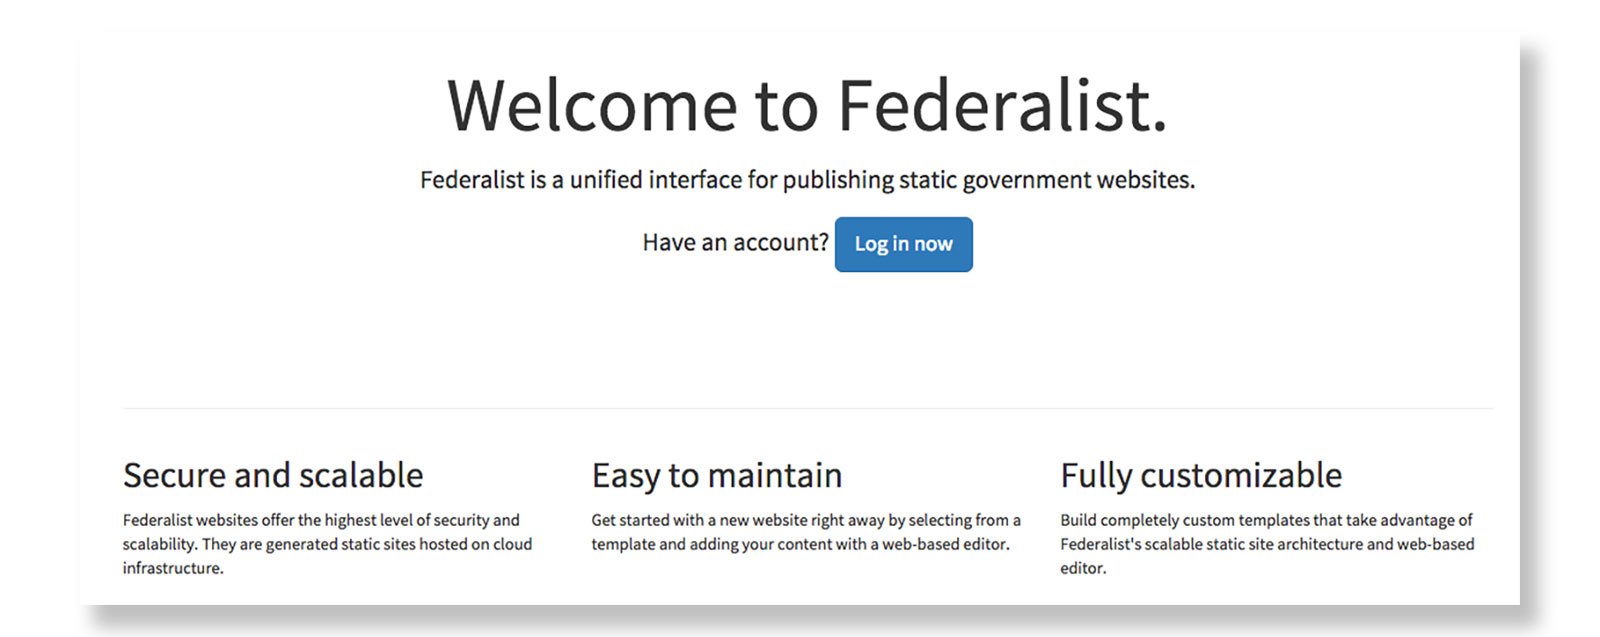 Welcome to Federalist.
Federalist is a unified interface for publishing static government websites.
Have an account? Log in now
Secure and scalable
Federalist websites offer the highest level of security and
scalability. They are generated static sites hosted on cloud
infrastructure.
Easy to maintain
Get started with a new website right away by selecting from a
template and adding your content with a web-based editor.
Fully customizable
Build completely custom templates that take advantage of
Federalist's scalable static site architecture and web-based
editor.